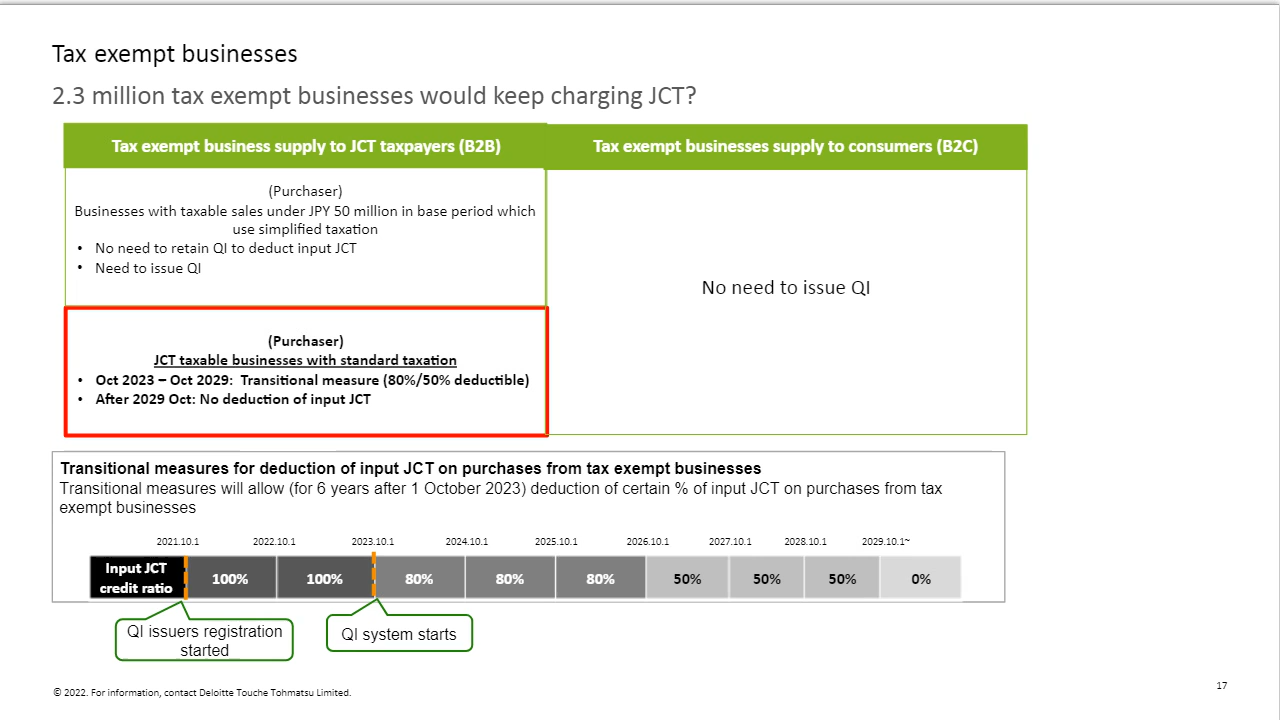 Tax exempt businesses
2.3 million tax exempt businesses would keep charging JCT?
Tax exempt business supply to JCT taxpayers (B2B)
Tax exempt businesses supply to consumers (B2C)
(Purchaser)
Businesses with taxable sales under JPY 50 million in base period which
use simplified taxation
• No need to retain QI to deduct input JCT
• Need to issue QI
No need to issue QI
(Purchaser)
JCT taxable businesses with standard taxation
• Oct 2023 – Oct 2029: Transitional measure (80%/50% deductible)
• After 2029 Oct: No deduction of input JCT
Transitional measures for deduction of input JCT on purchases from tax exempt businesses
Transitional measures will allow (for 6 years after 1 October 2023) deduction of certain % of input JCT on purchases from tax
exempt businesses
2021.10.1 2022.10.1 2023.10.1 2024.10.1 2025.10.1 2026.10.1 2027.10.1 2028.10.1 2029.10.1~
Input JCT
credit ratio
100% 100% 80% 80% 80% 50% 50% 50% 0%
QI issuers registration
started
QI system starts
© 2022. For information, contact Deloitte Touche Tohmatsu Limited.
17